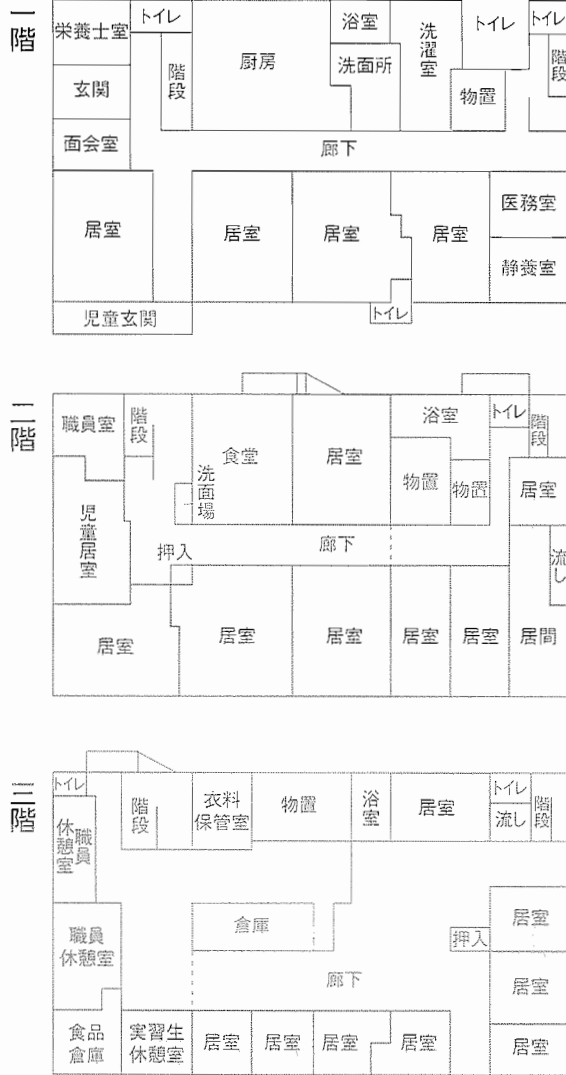 一階
栄養士室
トイレ
厨房
浴室
洗濯室
トイレ
トイレ
玄関
階段
洗面所
物置
階段
面会室
廊下
居室
居室
居室
居室
医務室
静養室
児童玄関
トイレ
二階
職員室
階段
食堂
居室
浴室
トイレ
階段
洗面場
物置
物置
居室
児童居室
押入
廊下
流し
居室
居室
居室
居室
居室
居間
三階
トイレ
階段
衣料
保管室
物置
浴室
居室
トイレ
流し
階段
職員
休憩室
職員
休憩室
倉庫
居室
押入
廊下
居室
食品
倉庫
実習生
休憩室
居室
居室
居室
居室
居室